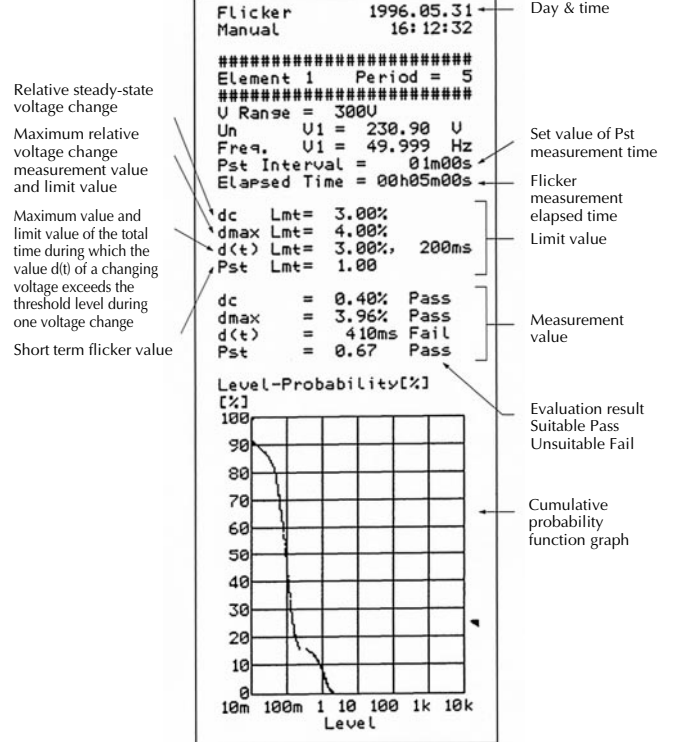 Flicker 1996.05.31
Manual 16:12:32
Day & time
########################
Element 1 Period = 5
########################
V Range = 300V
Un U1 = 230.90 V
Freq. U1 = 49.999 Hz
Pst Interval = 01m00s
Elapsed Time = 00h05m00s
Set value of Pst
measurement time
Flicker
measurement
elapsed time
Relative steady-state
voltage change
Maximum relative
voltage change
measurement value
and limit value
Maximum value and
limit value of the total
time during which the
value d(t) of a changing
voltage exceeds the
threshold level during
one voltage change
Short term flicker value
dc Lmt= 3.00%
dmax Lmt= 4.00%
d(t) Lmt= 3.00%, 200ms
Pst Lmt= 1.00
Limit value
dc = 0.40% Pass
dmax = 3.96% Pass
d(t) = 410ms Fail
Pst = 0.67 Pass
Measurement
value
Evaluation result
Suitable Pass
Unsuitable Fail
Level-Probability[%]
[%]
100
90
80
70
60
50
40
30
20
10
0
10m 100m 1 10 100 1k 10k
Level
Cumulative
probability
function graph